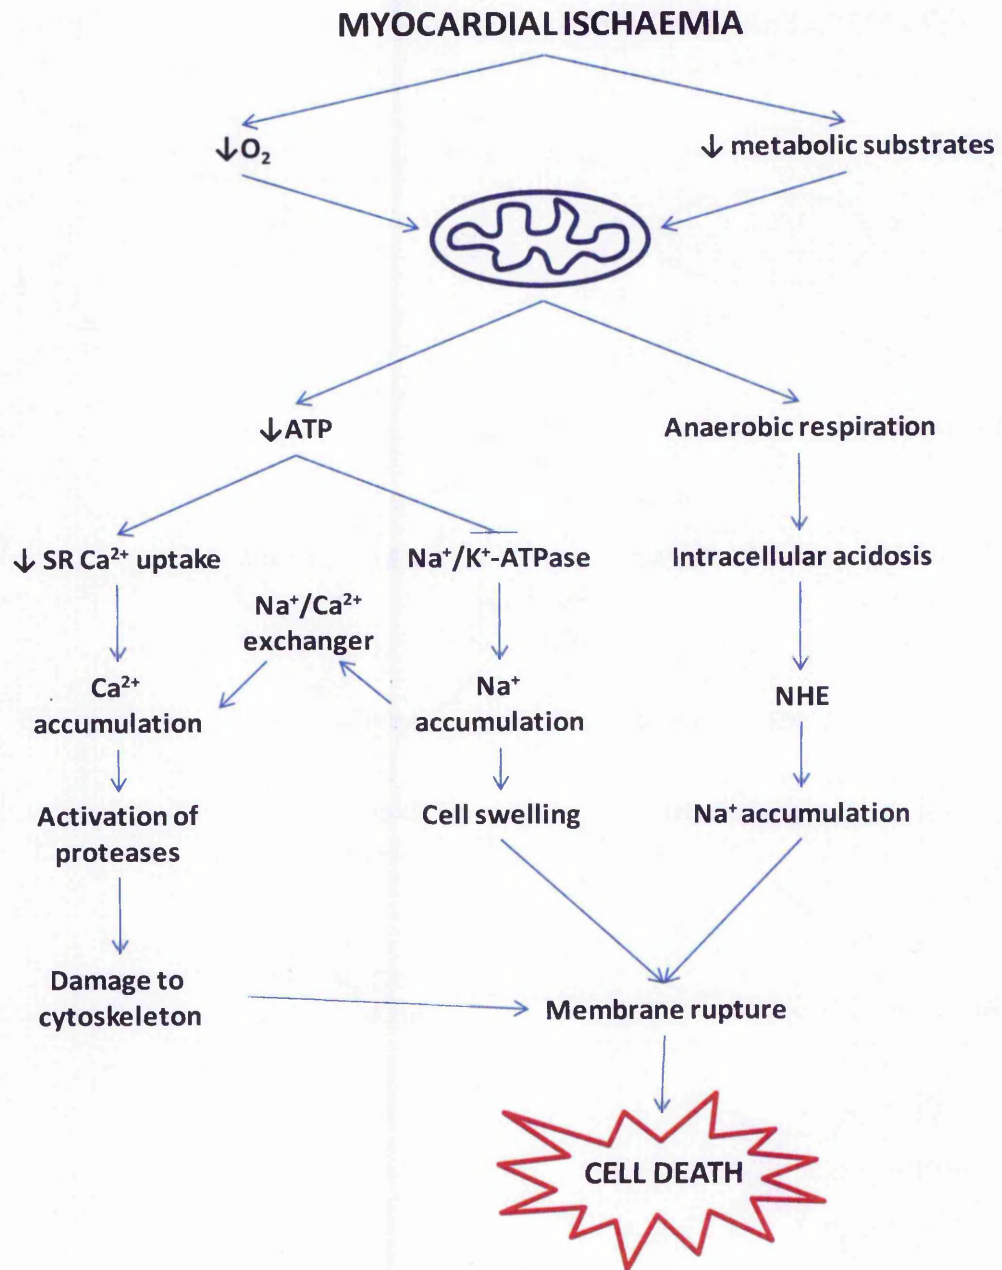 MYOCARDIAL ISCHAEMIA
↓O₂
↓ metabolic substrates
↓ATP
Anaerobic respiration
↓ SR Ca²⁺ uptake
Na⁺/K⁺-ATPase
Intracellular acidosis
Na⁺/Ca²⁺
exchanger
Ca²⁺
accumulation
Na⁺
accumulation
NHE
Activation of
proteases
Cell swelling
Na⁺ accumulation
Damage to
cytoskeleton
Membrane rupture
CELL DEATH